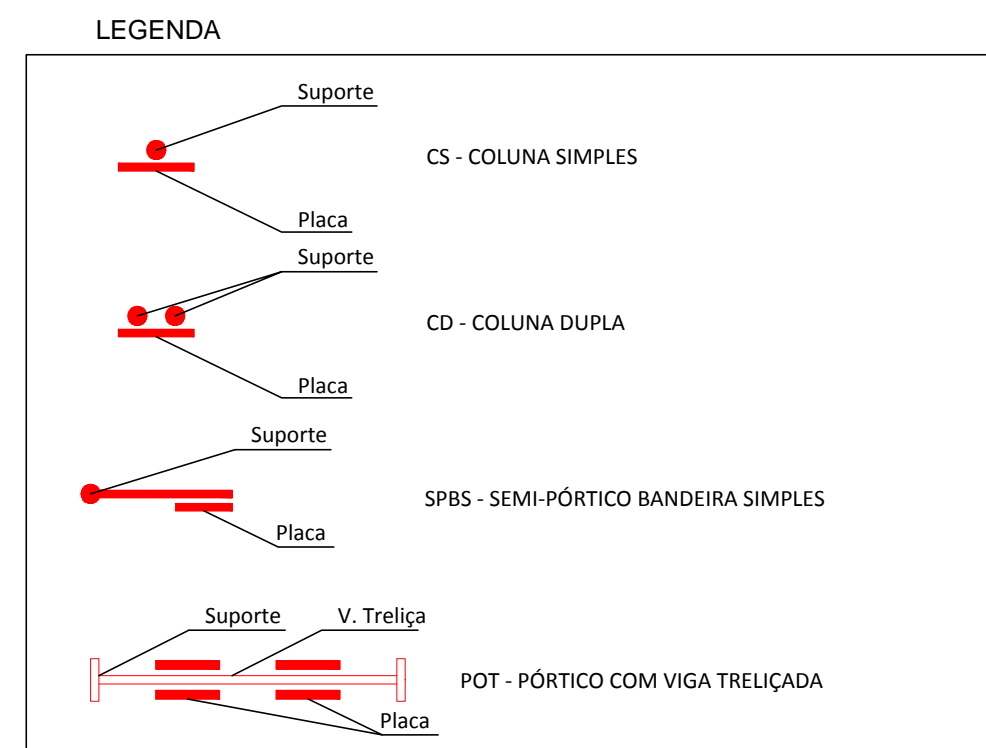 LEGENDA
Suporte
CS - COLUNA SIMPLES
Placa
Suporte
CD - COLUNA DUPLA
Placa
Suporte
SPBS - SEMI-PÓRTICO BANDEIRA SIMPLES
Placa
Suporte V. Treliça
POT - PÓRTICO COM VIGA TRELIÇADA
Placa